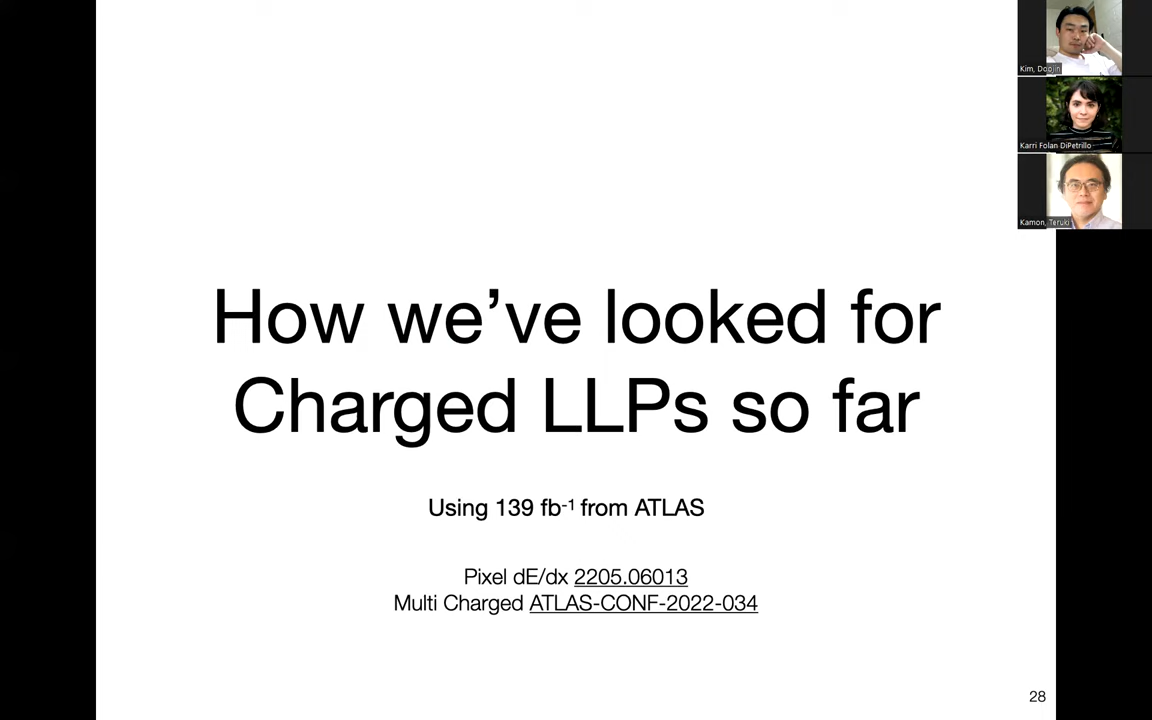 Kim, Doojin
Karri Folan DiPetrillo
Kamon, Teruki
How we've looked for
Charged LLPs so far
Using 139 fb-1 from ATLAS
Pixel dE/dx 2205.06013
Multi Charged ATLAS-CONF-2022-034
28